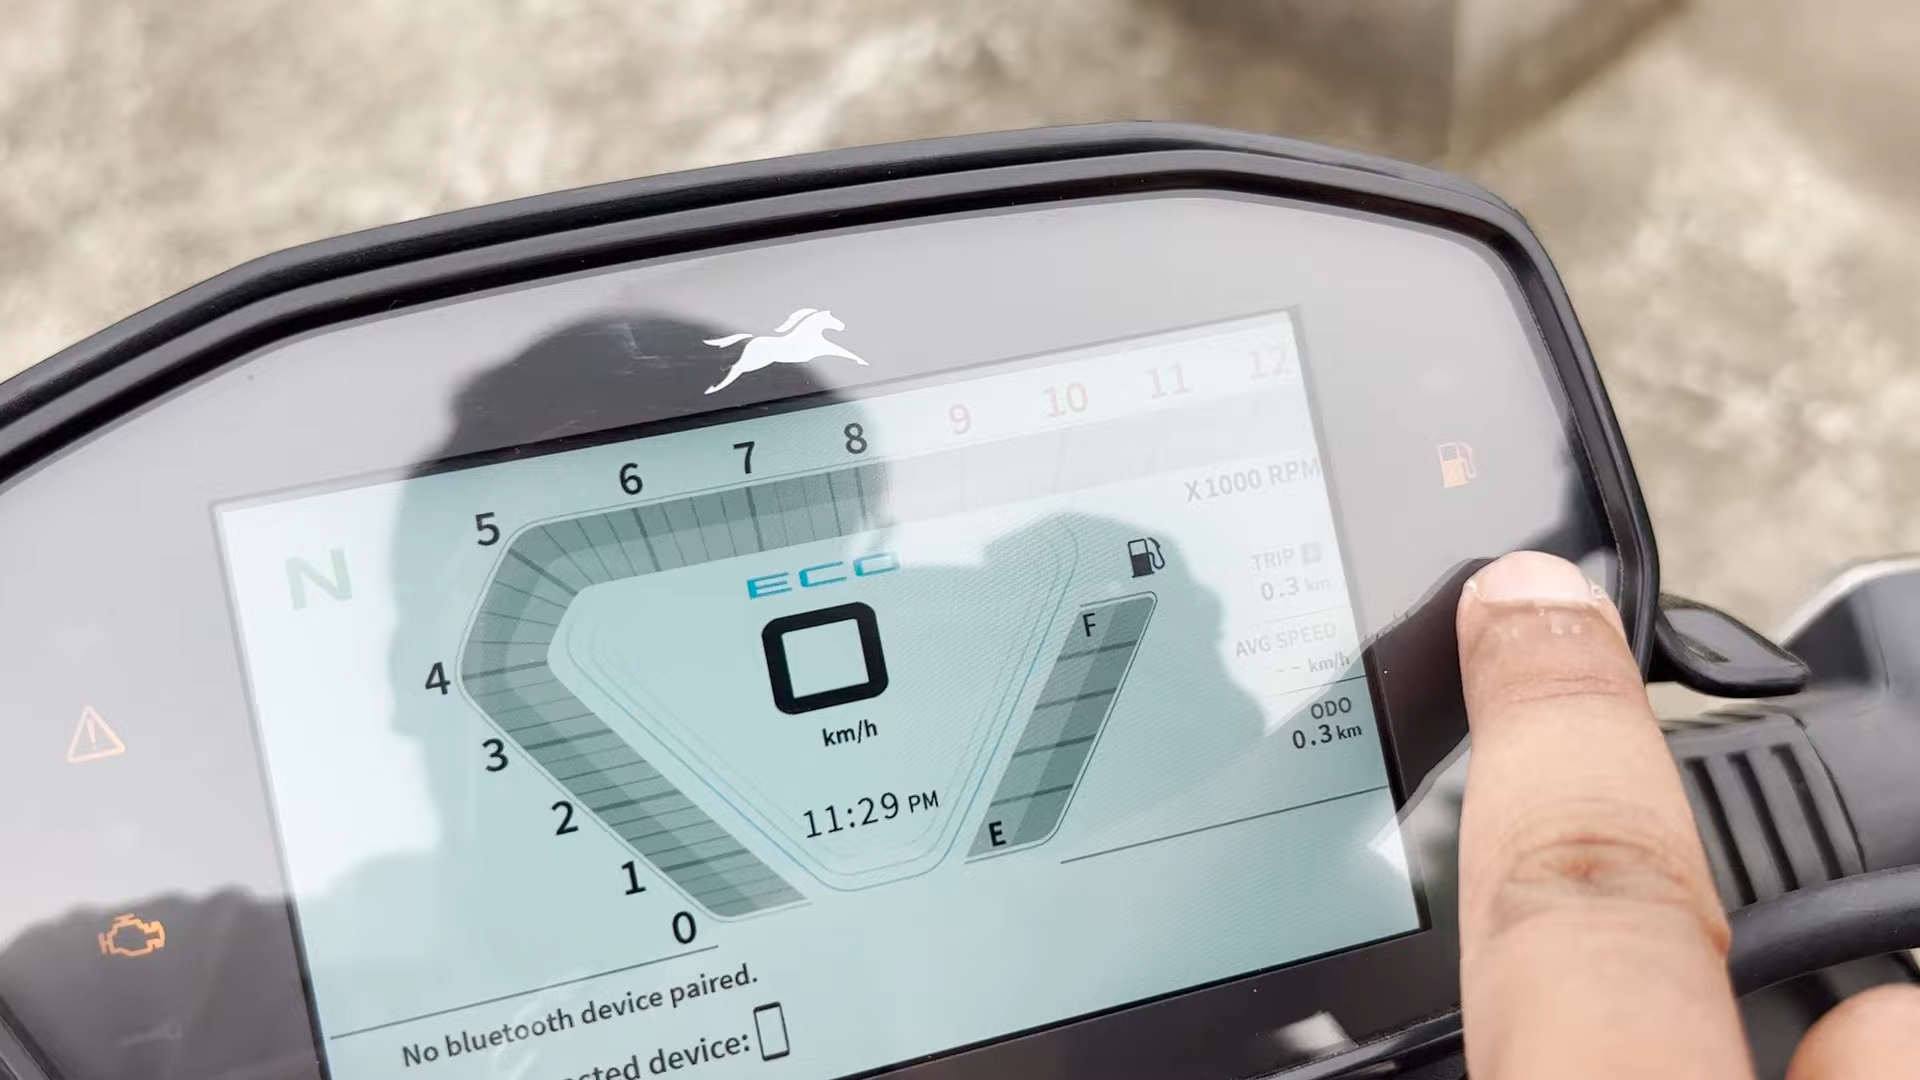 6 7 8 9 10 11 12
5
X 1000 RPM
N
ECO
F
TRIP
0.3 km
0
4
AVG SPEED
-- km/h
km/h
ODO
0.3 km
3
11:29 PM
2
E
1
0
No bluetooth device paired.
device: